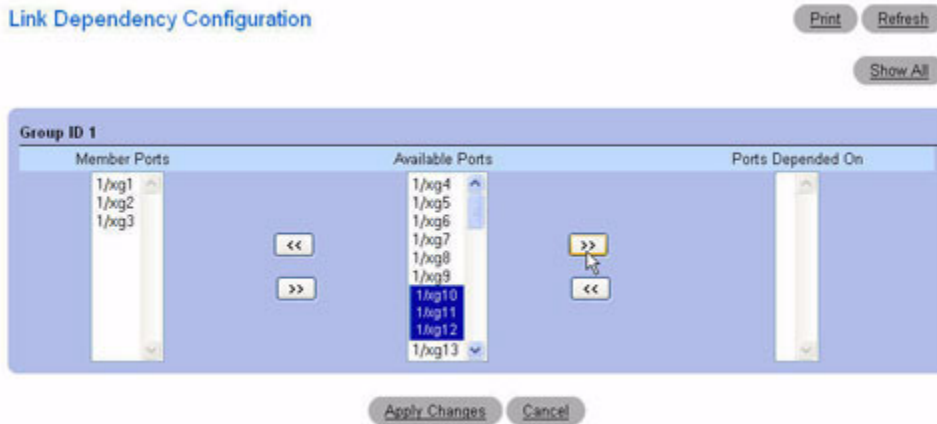 Link Dependency Configuration
Print Refresh
Show All
Group ID 1
Member Ports Available Ports Ports Depended On
1/xg1
1/xg2
1/xg3
<<
>>
1/xg4
1/xg5
1/xg6
1/xg7
1/xg8
1/xg9
1/xg10
1/xg11
1/xg12
1/xg13
>>
<<
Apply Changes Cancel